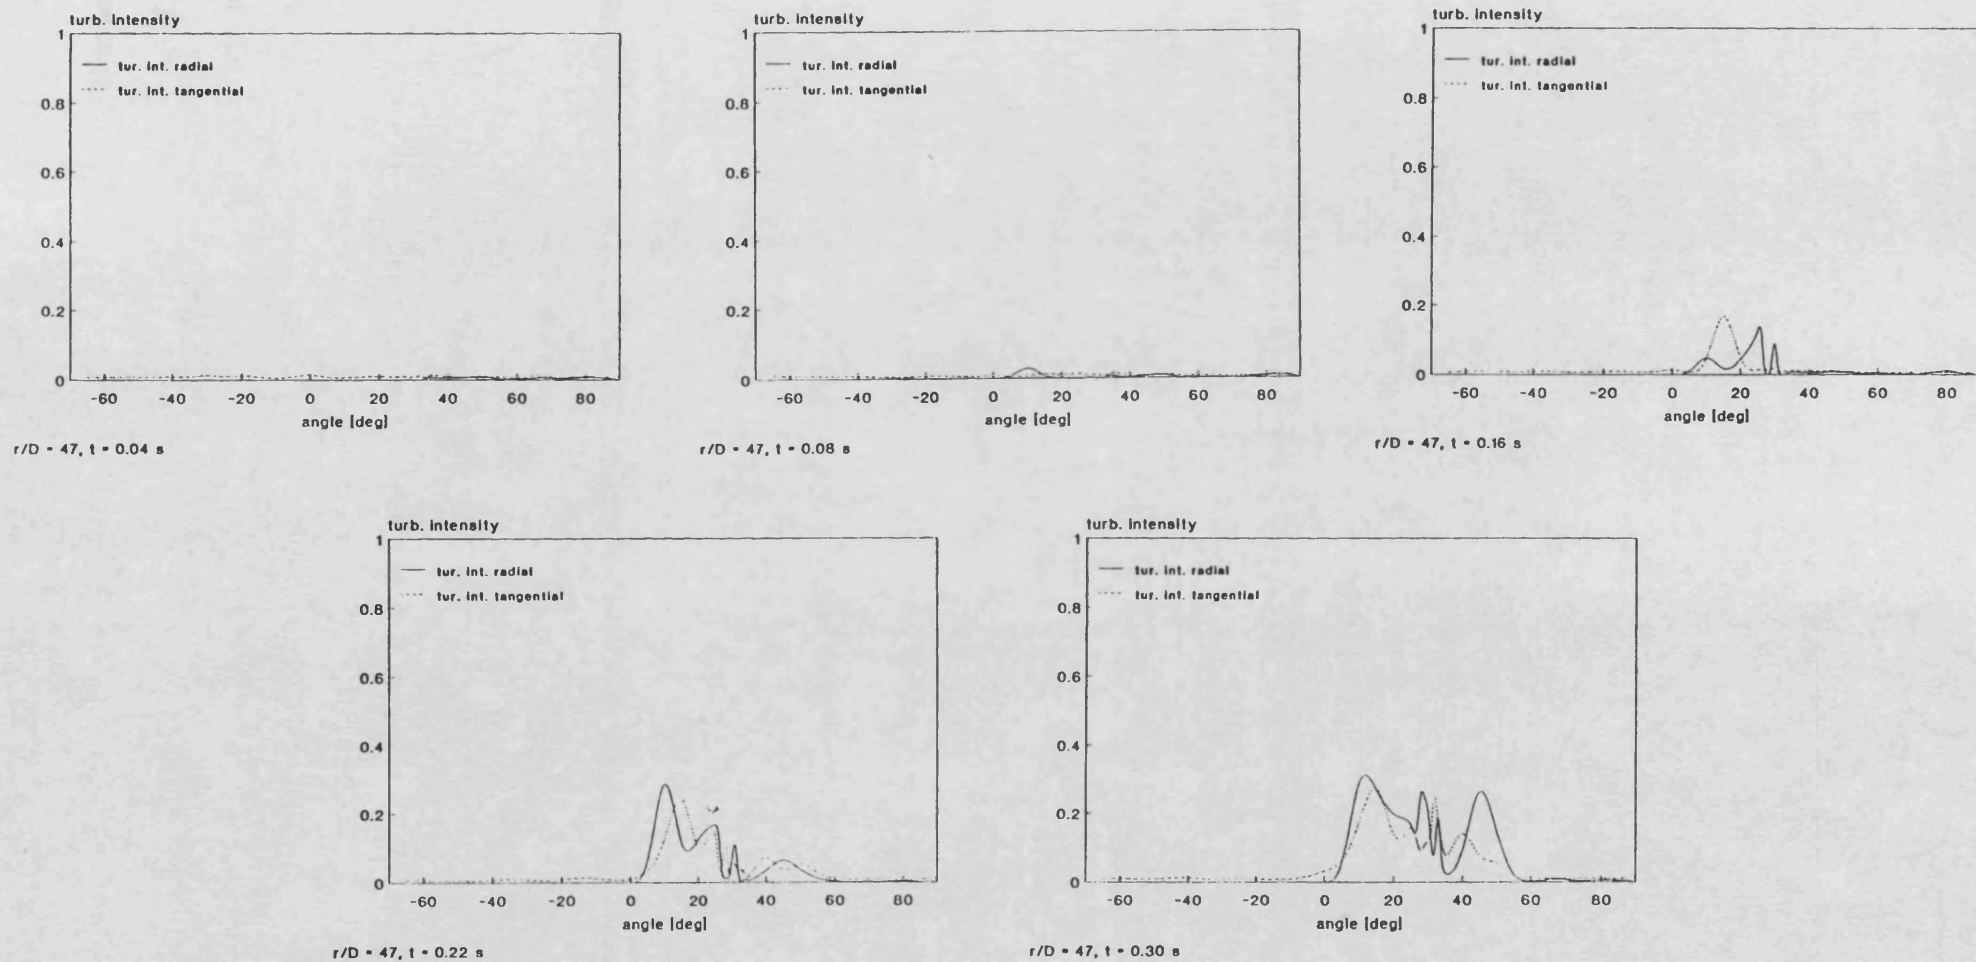 turb. intensity
1
tur. int. radial
tur. int. tangential
0.8
0.6
0.4
0.2
0
-60 -40 -20 0 20 40 60 80
angle [deg]
r/D = 47, t = 0.04 s
turb. intensity
1
tur. int. radial
tur. int. tangential
0.8
0.6
0.4
0.2
0
-60 -40 -20 0 20 40 60 80
angle [deg]
r/D = 47, t = 0.08 s
turb. intensity
1
tur. int. radial
tur. int. tangential
0.8
0.6
0.4
0.2
0
-60 -40 -20 0 20 40 60 80
angle [deg]
r/D = 47, t = 0.16 s
turb. intensity
1
tur. int. radial
tur. int. tangential
0.8
0.6
0.4
0.2
0
-60 -40 -20 0 20 40 60 80
angle [deg]
r/D = 47, t = 0.22 s
turb. intensity
1
tur. int. radial
tur. int. tangential
0.8
0.6
0.4
0.2
0
-60 -40 -20 0 20 40 60 80
angle [deg]
r/D = 47, t = 0.30 s